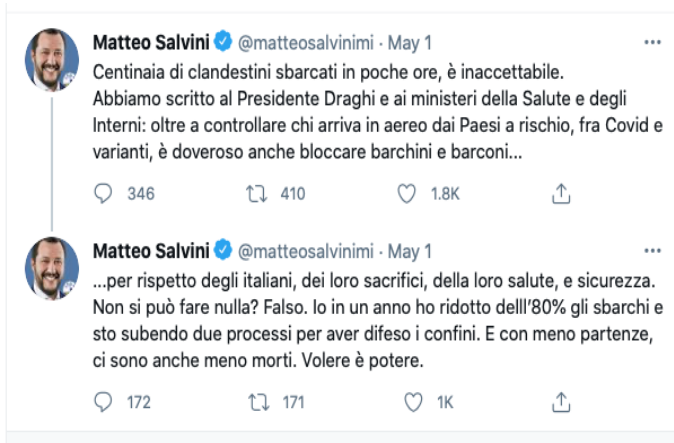 Matteo Salvini @matteosalvinimi · May 1
Centinaia di clandestini sbarcati in poche ore, è inaccettabile.
Abbiamo scritto al Presidente Draghi e ai ministeri della Salute e degli
Interni: oltre a controllare chi arriva in aereo dai Paesi a rischio, fra Covid e
varianti, è doveroso anche bloccare barchini e barconi...
346 410 1.8K
Matteo Salvini @matteosalvinimi · May 1
...per rispetto degli italiani, dei loro sacrifici, della loro salute, e sicurezza.
Non si può fare nulla? Falso. Io in un anno ho ridotto delll'80% gli sbarchi e
sto subendo due processi per aver difeso i confini. E con meno partenze,
ci sono anche meno morti. Volere è potere.
172 171 1K